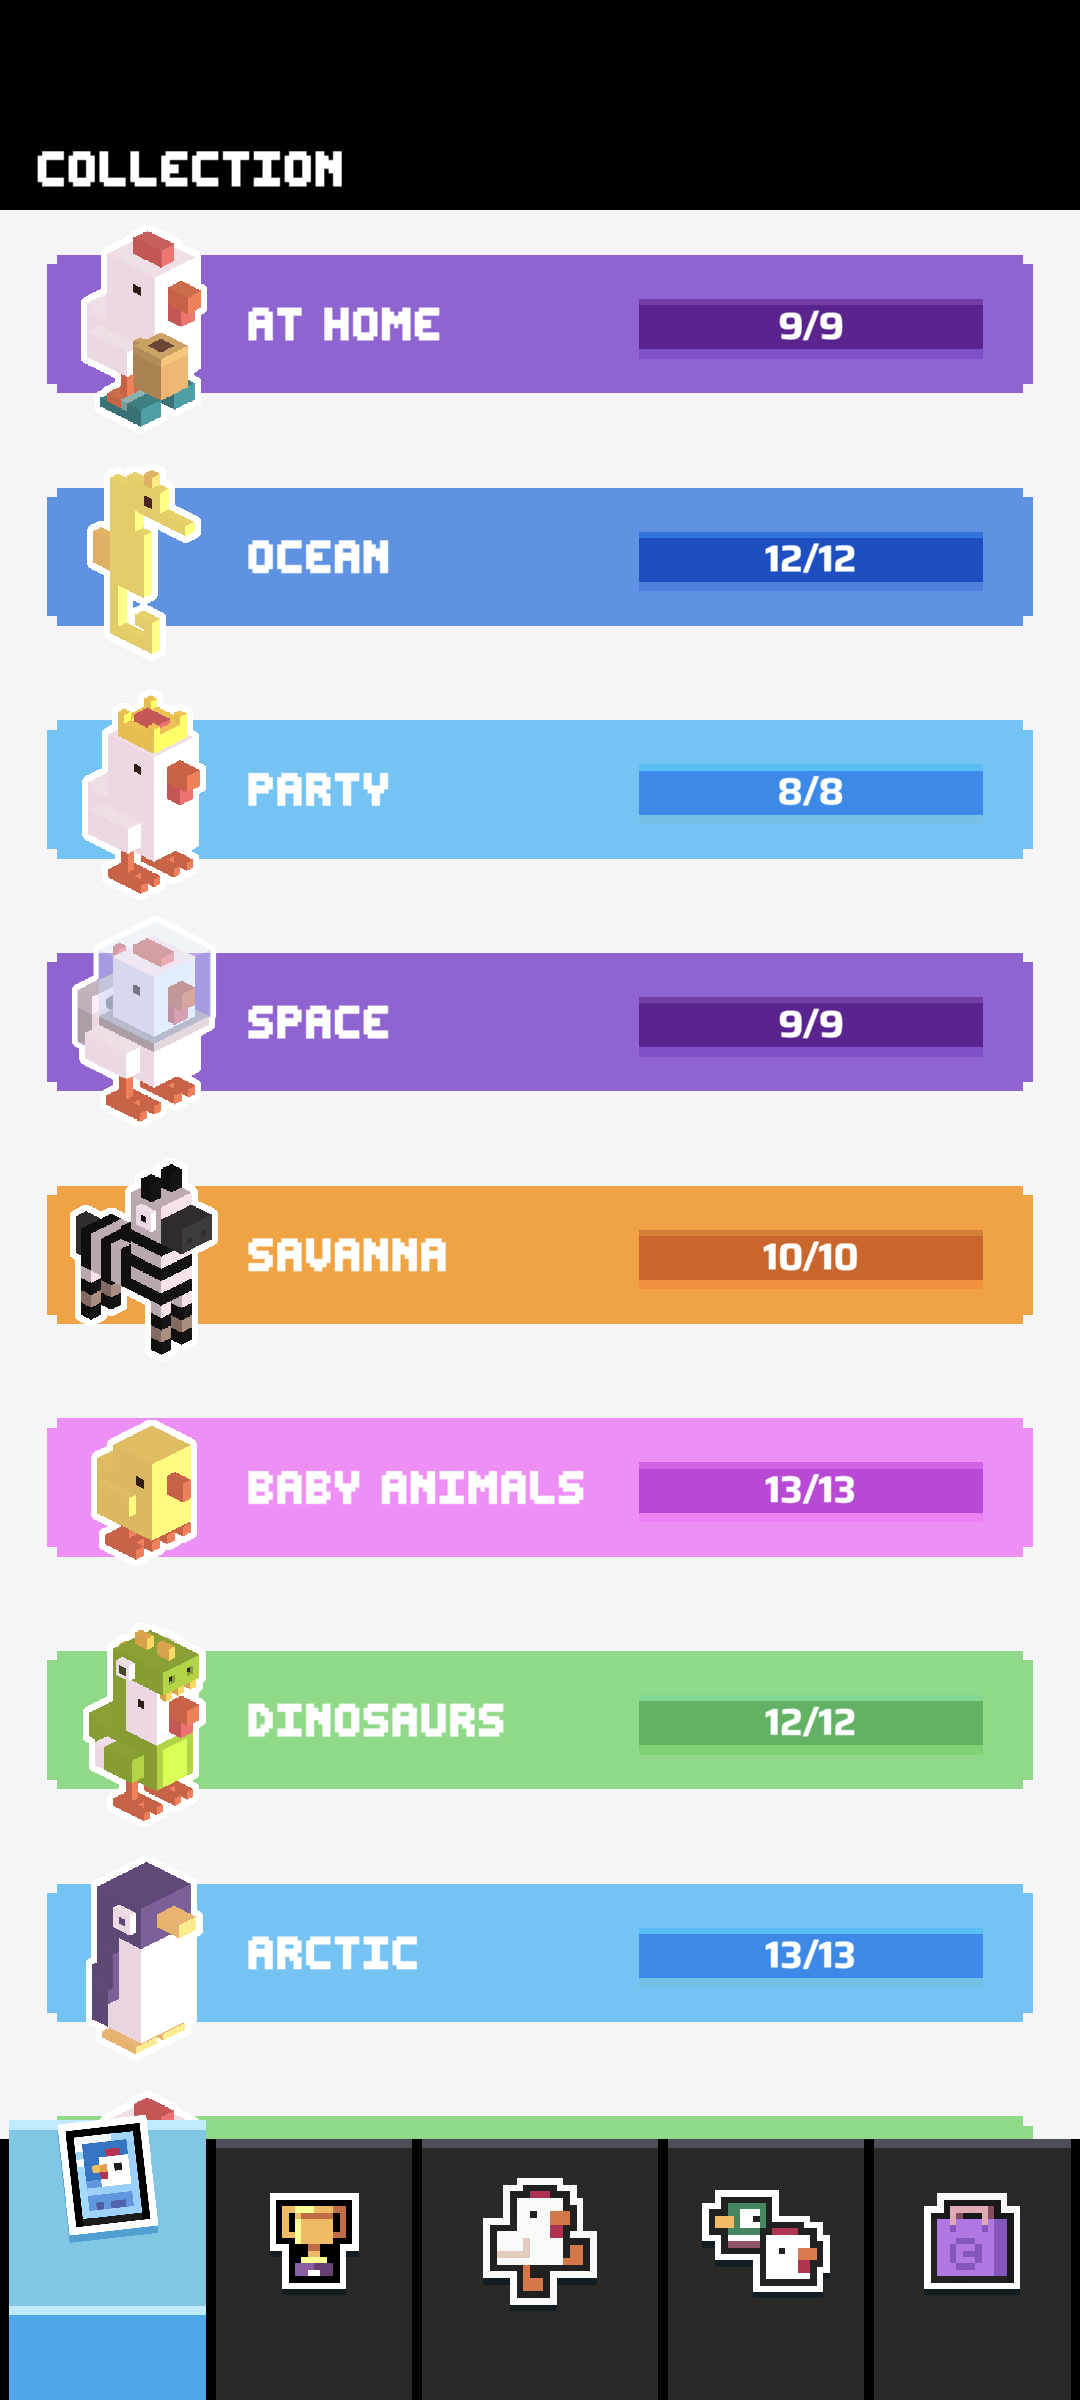 COLLECTION
AT HOME 9/9
OCEAN 12/12
PARTY 8/8
SPACE 9/9
SAVANNA 10/10
BABY ANIMALS 13/13
DINOSAURS 12/12
ARCTIC 13/13